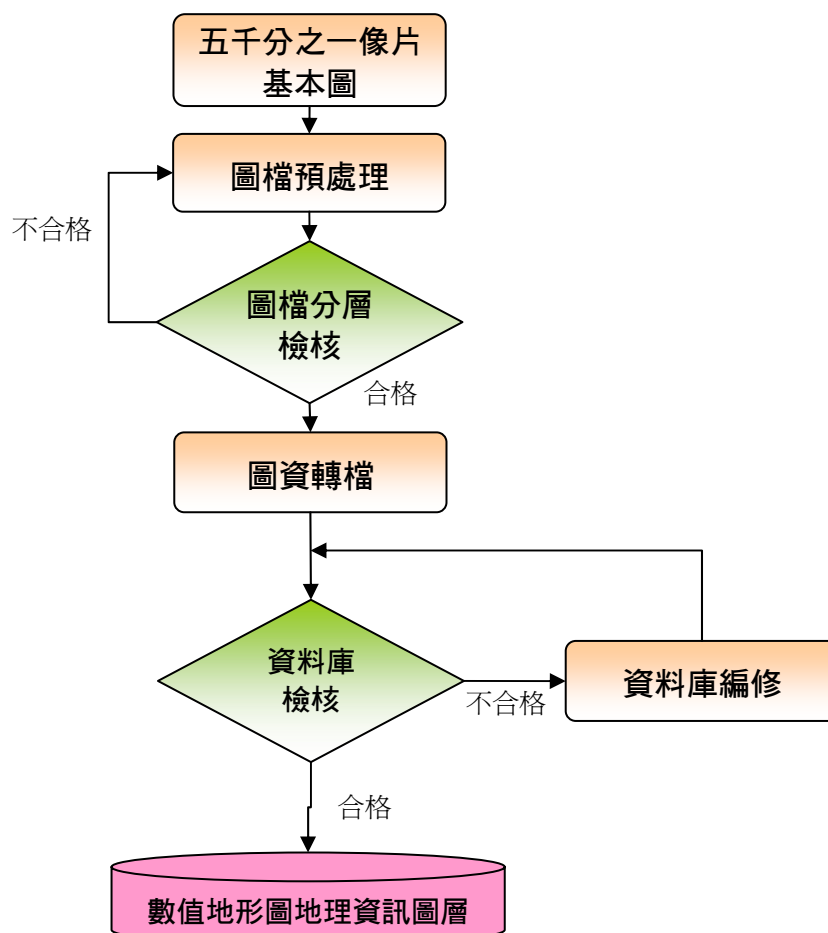 五千分之一像片
基本圖
圖檔預處理
不合格
圖檔分層
檢核
合格
圖資轉檔
資料庫
檢核
不合格
資料庫編修
合格
數值地形圖地理資訊圖層